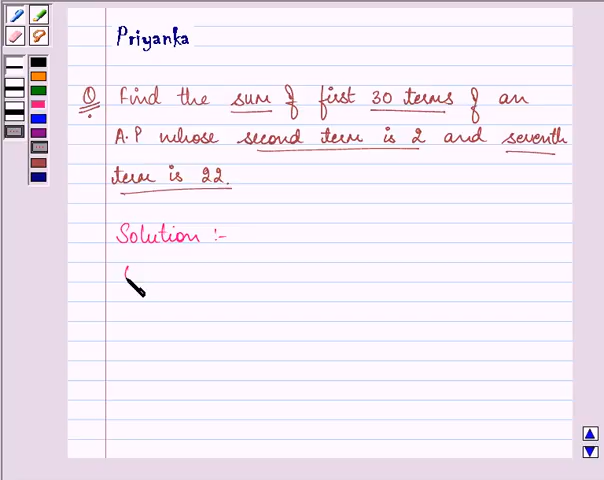 Priyanka
Q Find the sum of first 30 terms of an
A.P whose second term is 2 and seventh
term is 22.
Solution :-